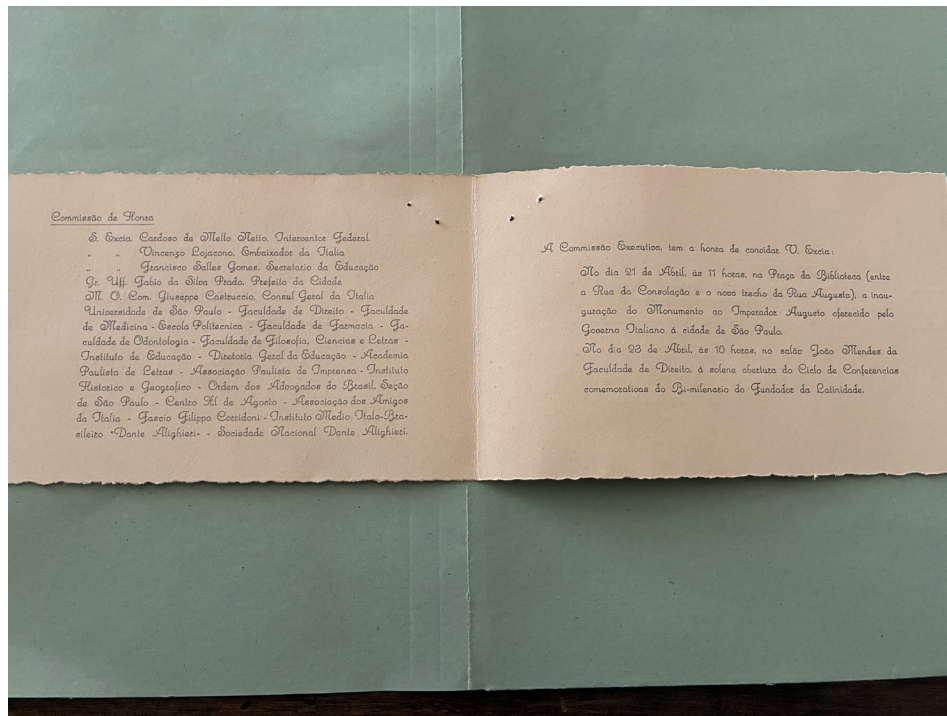 Commissão de Honra
S. Excia. Cardoso de Mello Netto, Interventor Federal.
„ „ Vincenzo Lojacono, Embaixador da Italia
„ „ Francisco Salles Gomes, Secretario da Educação
Gr. Uff. Fabio da Silva Prado, Prefeito da Cidade
M. O. Com. Giuseppe Castruccio, Consul Geral da Italia
Universidade de São Paulo - Faculdade de Direito - Faculdade
de Medicina - Escola Polytecnica - Faculdade de Farmacia - Fa-
culdade de Odontologia - Faculdade de Filosofia, Ciencias e Letras -
Instituto de Educação - Diretoria Geral da Educação - Academia
Paulista de Letras - Associação Paulista de Imprensa - Instituto
Historico e Geografico - Ordem dos Advogados do Brasil, Seção
de São Paulo - Centro XI de Agosto - Associação dos Amigos
da Italia - Fascio Filippo Corridoni - Instituto Medio Italo-Bra-
sileiro "Dante Alighieri" - Sociedade Nacional Dante Alighieri.
A Commissão Executiva, tem a honra de convidar V. Excia:
No dia 21 de Abril, ás 11 horas, na Praça da Biblioteca (entre
a Rua da Consolação e o novo trecho da Rua Augusta), a inau-
guração do Monumento ao Imperador Augusto oferecido pelo
Governo Italiano á cidade de São Paulo.
No dia 23 de Abril, ás 10 horas, no salão João Mendes da
Faculdade de Direito, á solene abertura do Ciclo de Conferencias
comemorativas do Bi-milenario do Fundador da Latinidade.